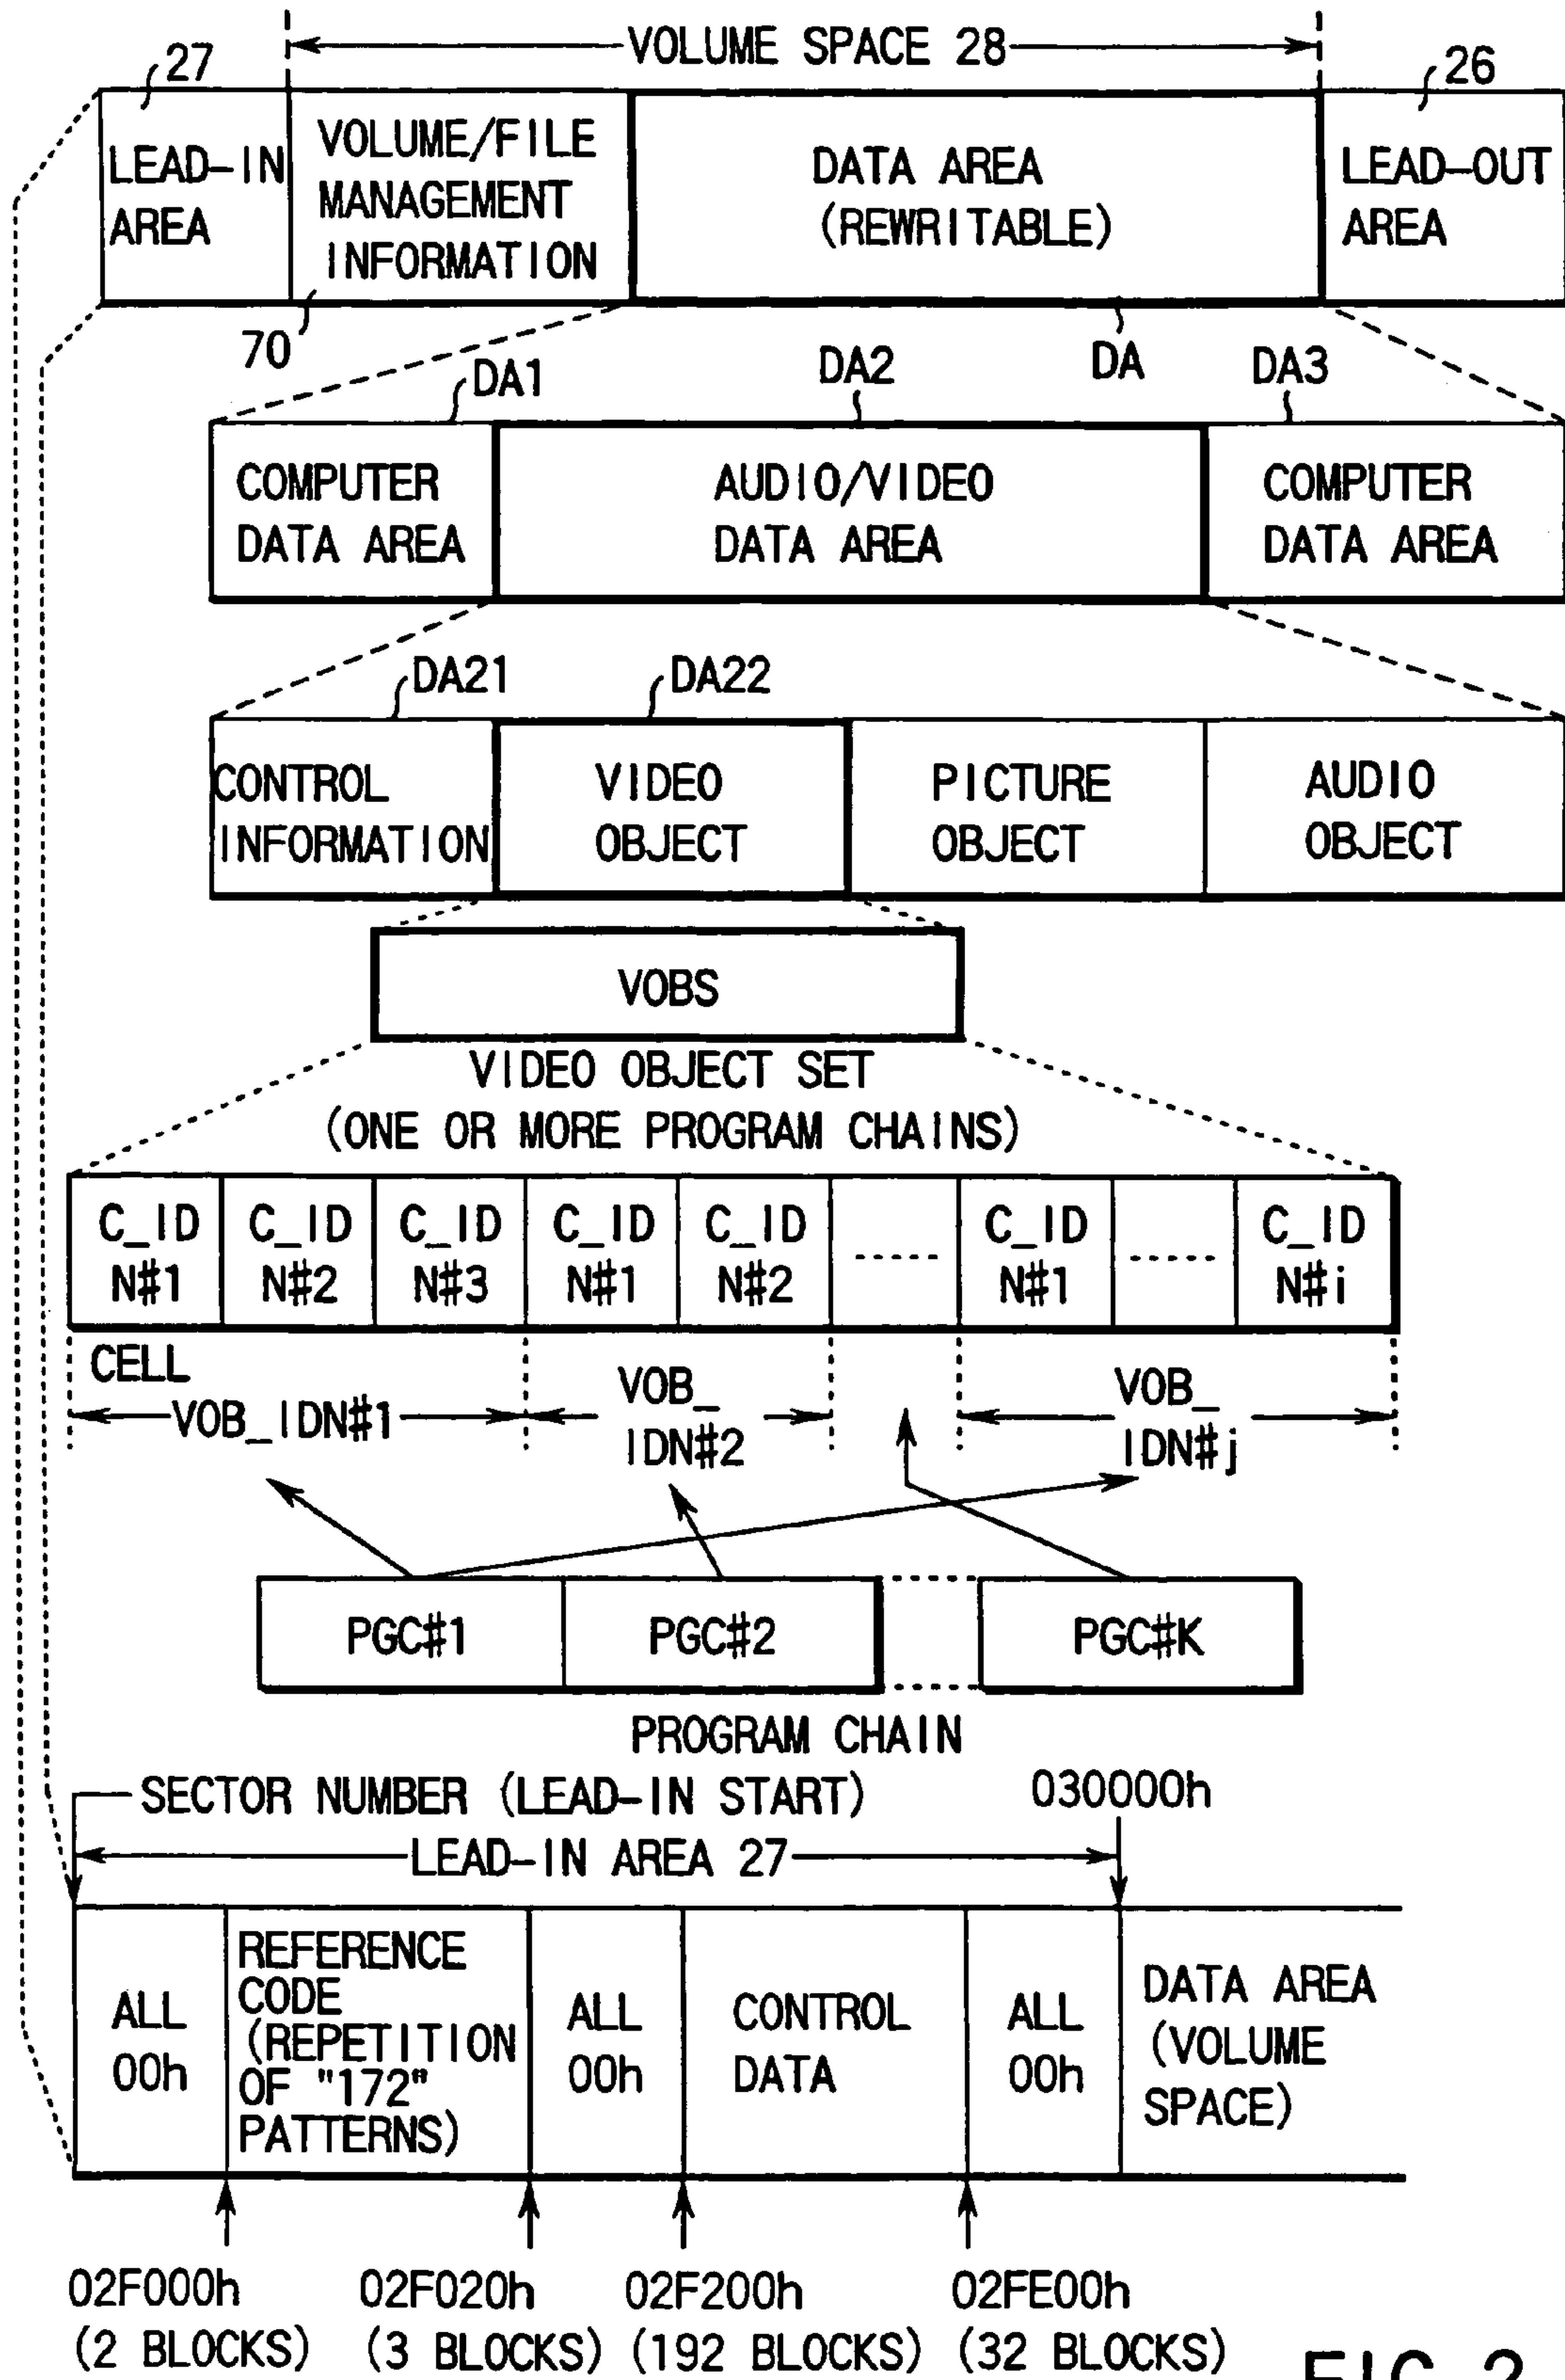 VOLUME SPACE 28
27
26
LEAD-IN
AREA
VOLUME/FILE
MANAGEMENT
INFORMATION
DATA AREA
(REWRITABLE)
LEAD-OUT
AREA
70
DA1
DA2
DA
DA3
COMPUTER
DATA AREA
AUDIO/VIDEO
DATA AREA
COMPUTER
DATA AREA
DA21
DA22
CONTROL
INFORMATION
VIDEO
OBJECT
PICTURE
OBJECT
AUDIO
OBJECT
VOBS
VIDEO OBJECT SET
(ONE OR MORE PROGRAM CHAINS)
C_ID
N#1
C_ID
N#2
C_ID
N#3
C_ID
N#1
C_ID
N#2
C_ID
N#1
C_ID
N#i
CELL
VOB_IDN#1
VOB_
IDN#2
VOB_
IDN#j
PGC#1
PGC#2
PGC#K
PROGRAM CHAIN
SECTOR NUMBER (LEAD-IN START)
030000h
LEAD-IN AREA 27
ALL
00h
REFERENCE
CODE
(REPETITION
OF "172"
PATTERNS)
ALL
00h
CONTROL
DATA
ALL
00h
DATA AREA
(VOLUME
SPACE)
02F000h
(2 BLOCKS)
02F020h
(3 BLOCKS)
02F200h
(192 BLOCKS)
02FE00h
(32 BLOCKS)
FIG. 2